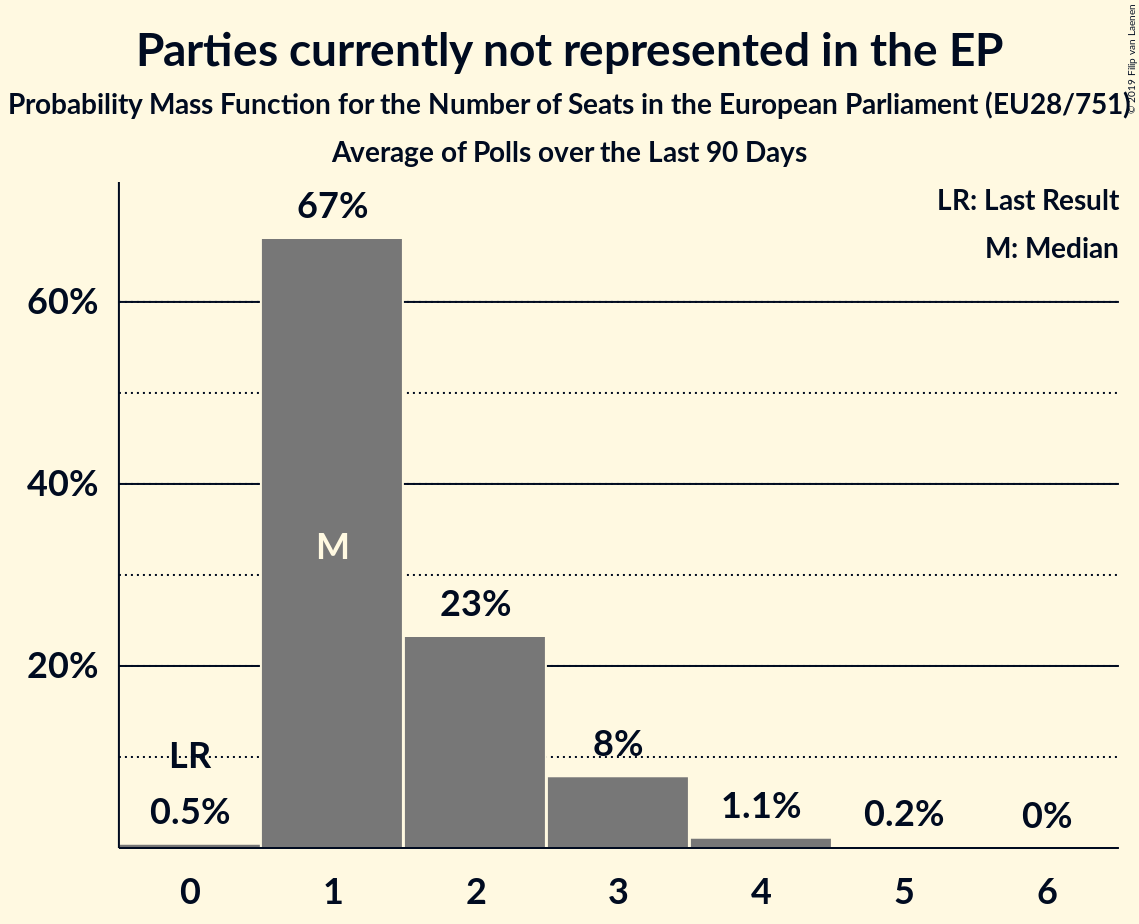 Parties currently not represented in the EP
Probability Mass Function for the Number of Seats in the European Parliament (EU28/751)
Average of Polls over the Last 90 Days
© 2019 Filip van Laenen
LR: Last Result
M: Median
67%
60%
40%
M
23%
20%
LR
8%
0.5%
1.1%
0.2%
0%
0 1 2 3 4 5 6